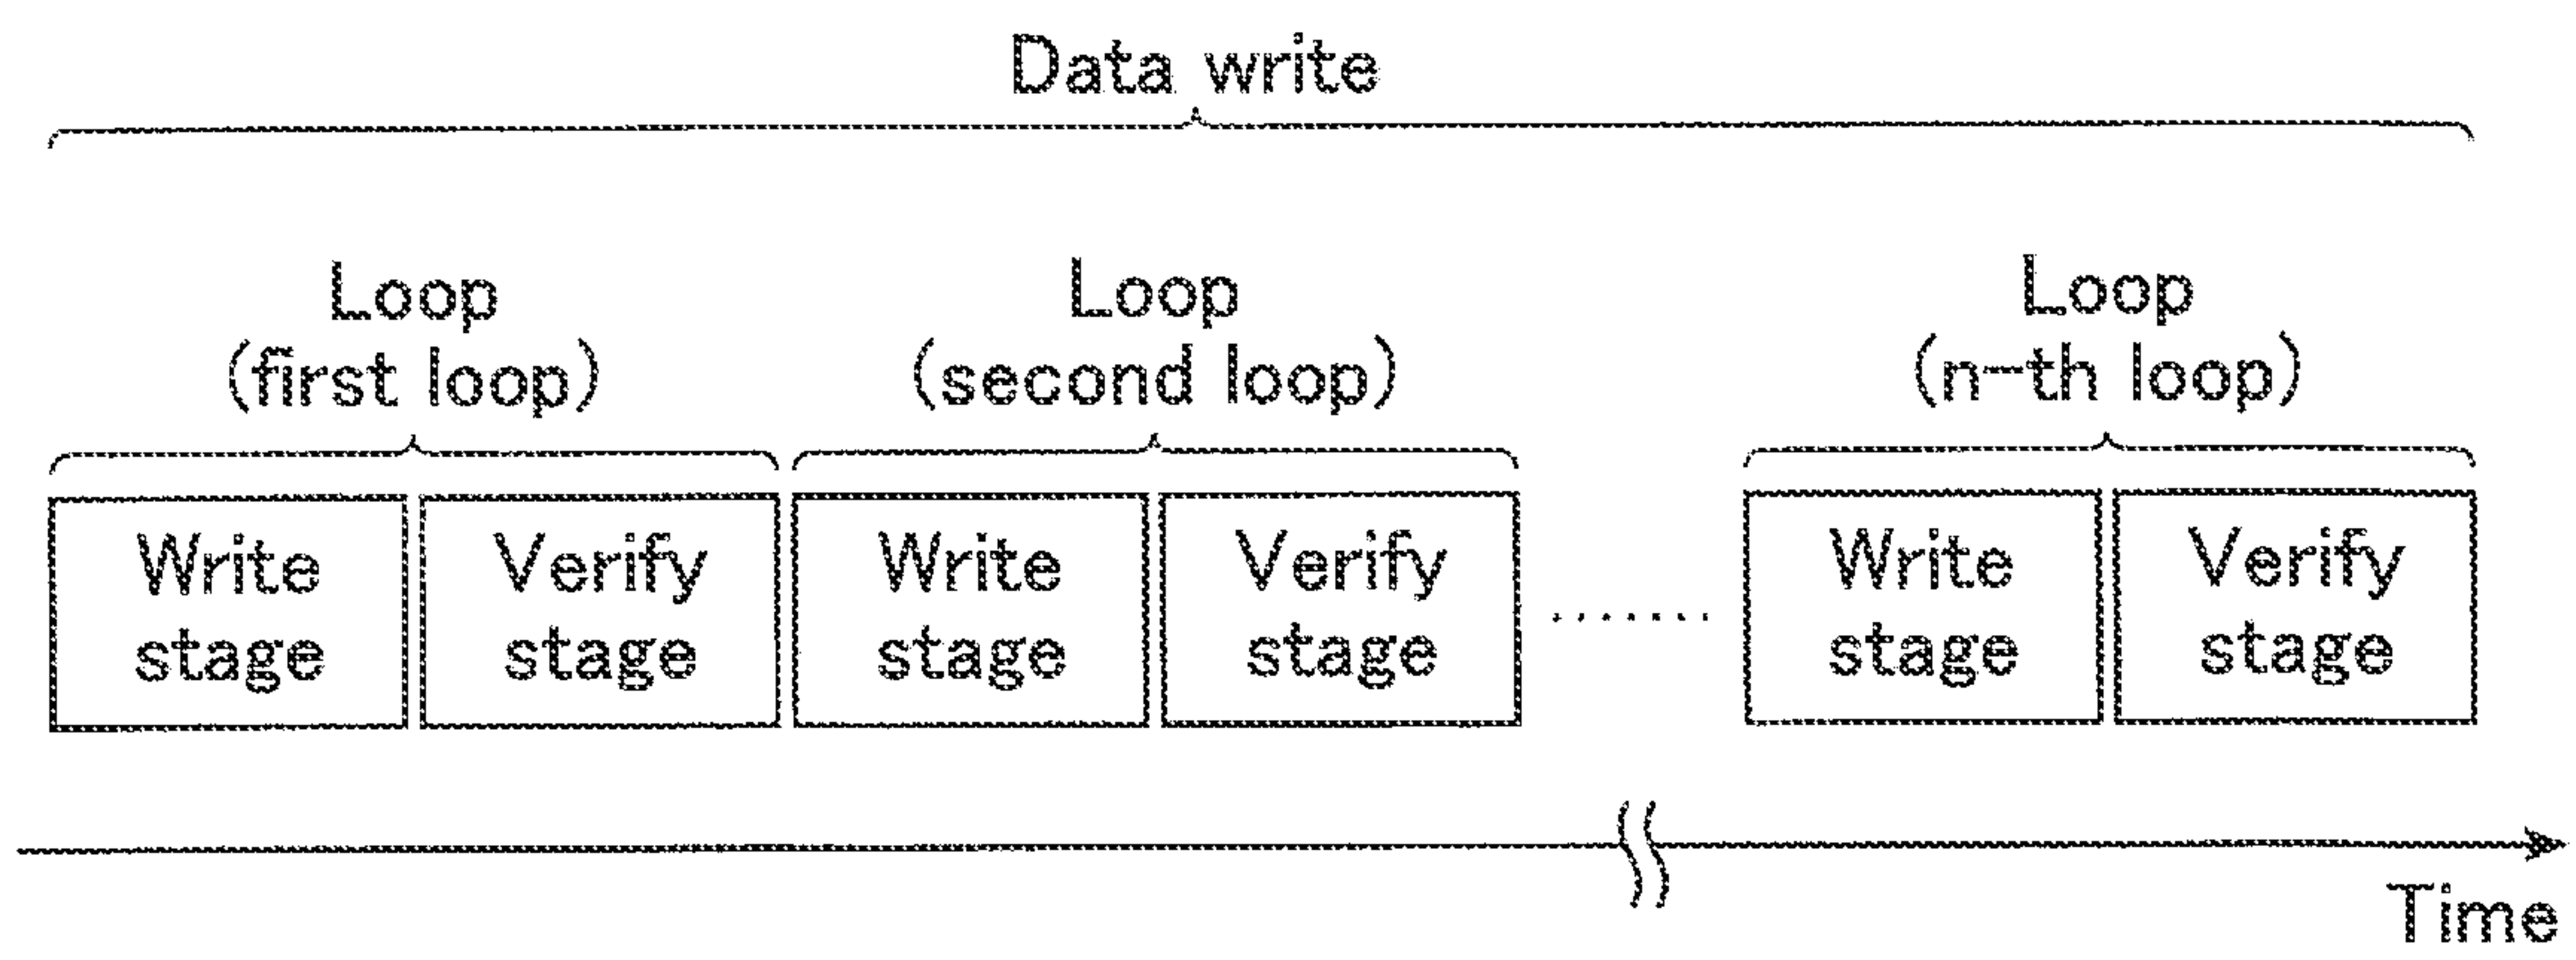 Data write
Loop
(first loop)
Loop
(second loop)
Loop
(n-th loop)
Write
stage
Verify
stage
Write
stage
Verify
stage
.......
Write
stage
Verify
stage
Time